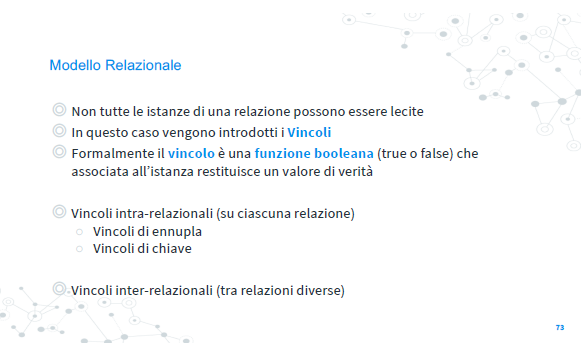 Modello Relazionale
Non tutte le istanze di una relazione possono essere lecite
In questo caso vengono introdotti i Vincoli
Formalmente il vincolo è una funzione booleana (true o false) che
associata all'istanza restituisce un valore di verità
Vincoli intra-relazionali (su ciascuna relazione)
Vincoli di ennupla
Vincoli di chiave
Vincoli inter-relazionali (tra relazioni diverse)
73